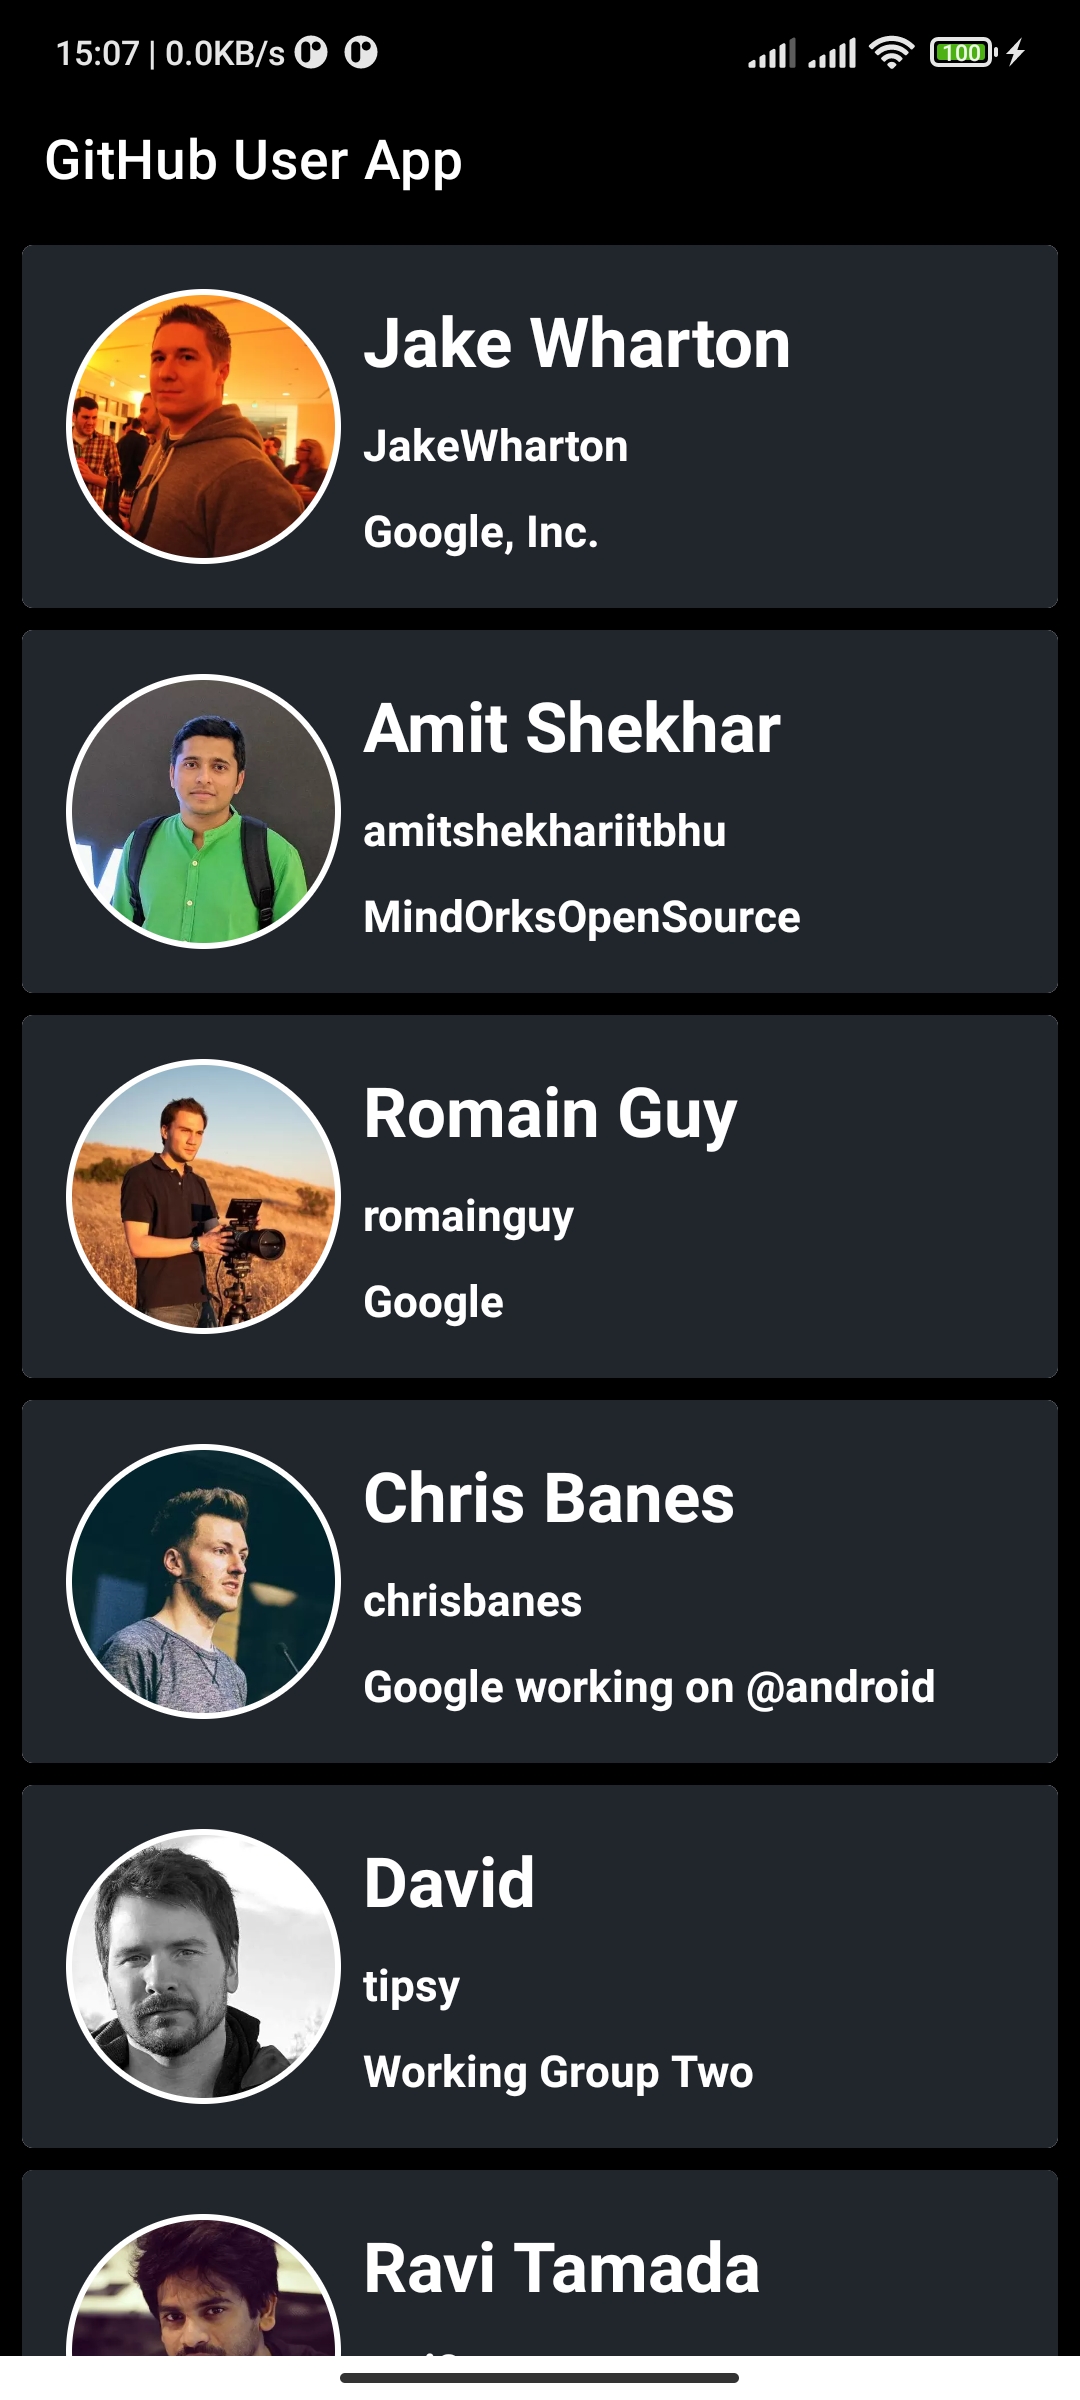 15:07 | 0.0KB/s
100
GitHub User App
Jake Wharton
JakeWharton
Google, Inc.
Amit Shekhar
amitshekhariitbhu
MindOrksOpenSource
Romain Guy
romainguy
Google
Chris Banes
chrisbanes
Google working on @android
David
tipsy
Working Group Two
Ravi Tamada